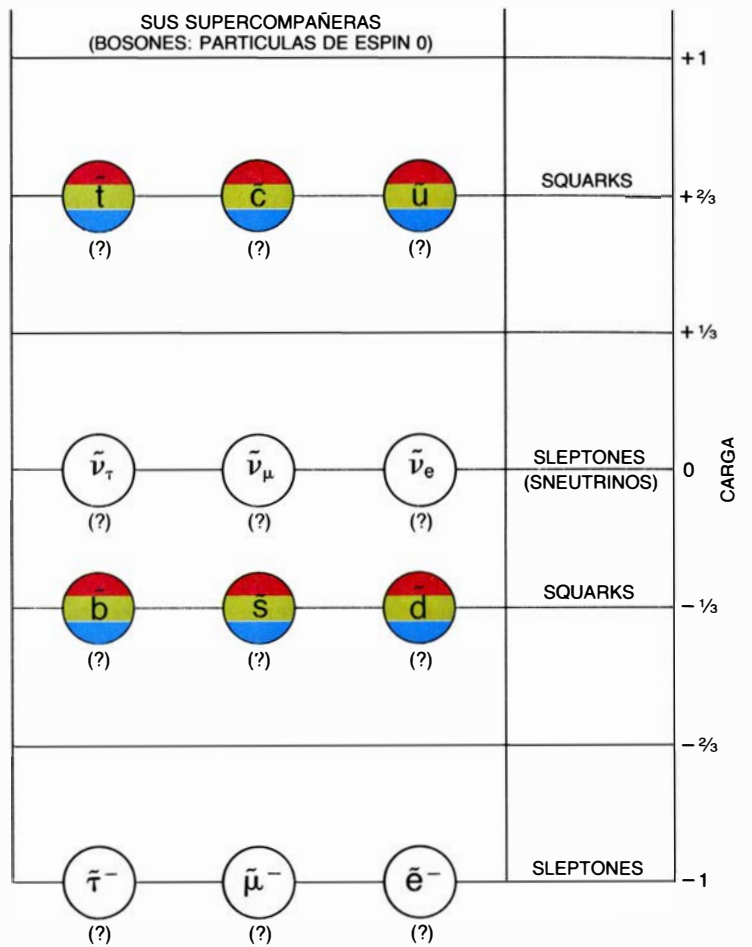 SUS SUPERCOMPAÑERAS
(BOSONES: PARTICULAS DE ESPIN 0)
+1
t̃ c̃ ũ
SQUARKS
+⅔
(?) (?) (?)
+⅓
ν̃τ ν̃μ ν̃e
SLEPTONES
(SNEUTRINOS)
0
CARGA
(?) (?) (?)
b̃ s̃ d̃
SQUARKS
−⅓
(?) (?) (?)
−⅔
τ̃⁻ μ̃⁻ ẽ⁻
SLEPTONES
−1
(?) (?) (?)